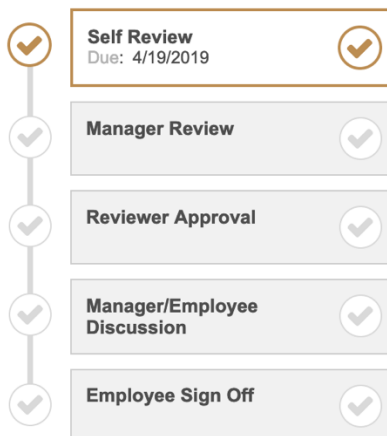 Self Review
Due: 4/19/2019
Manager Review
Reviewer Approval
Manager/Employee
Discussion
Employee Sign Off